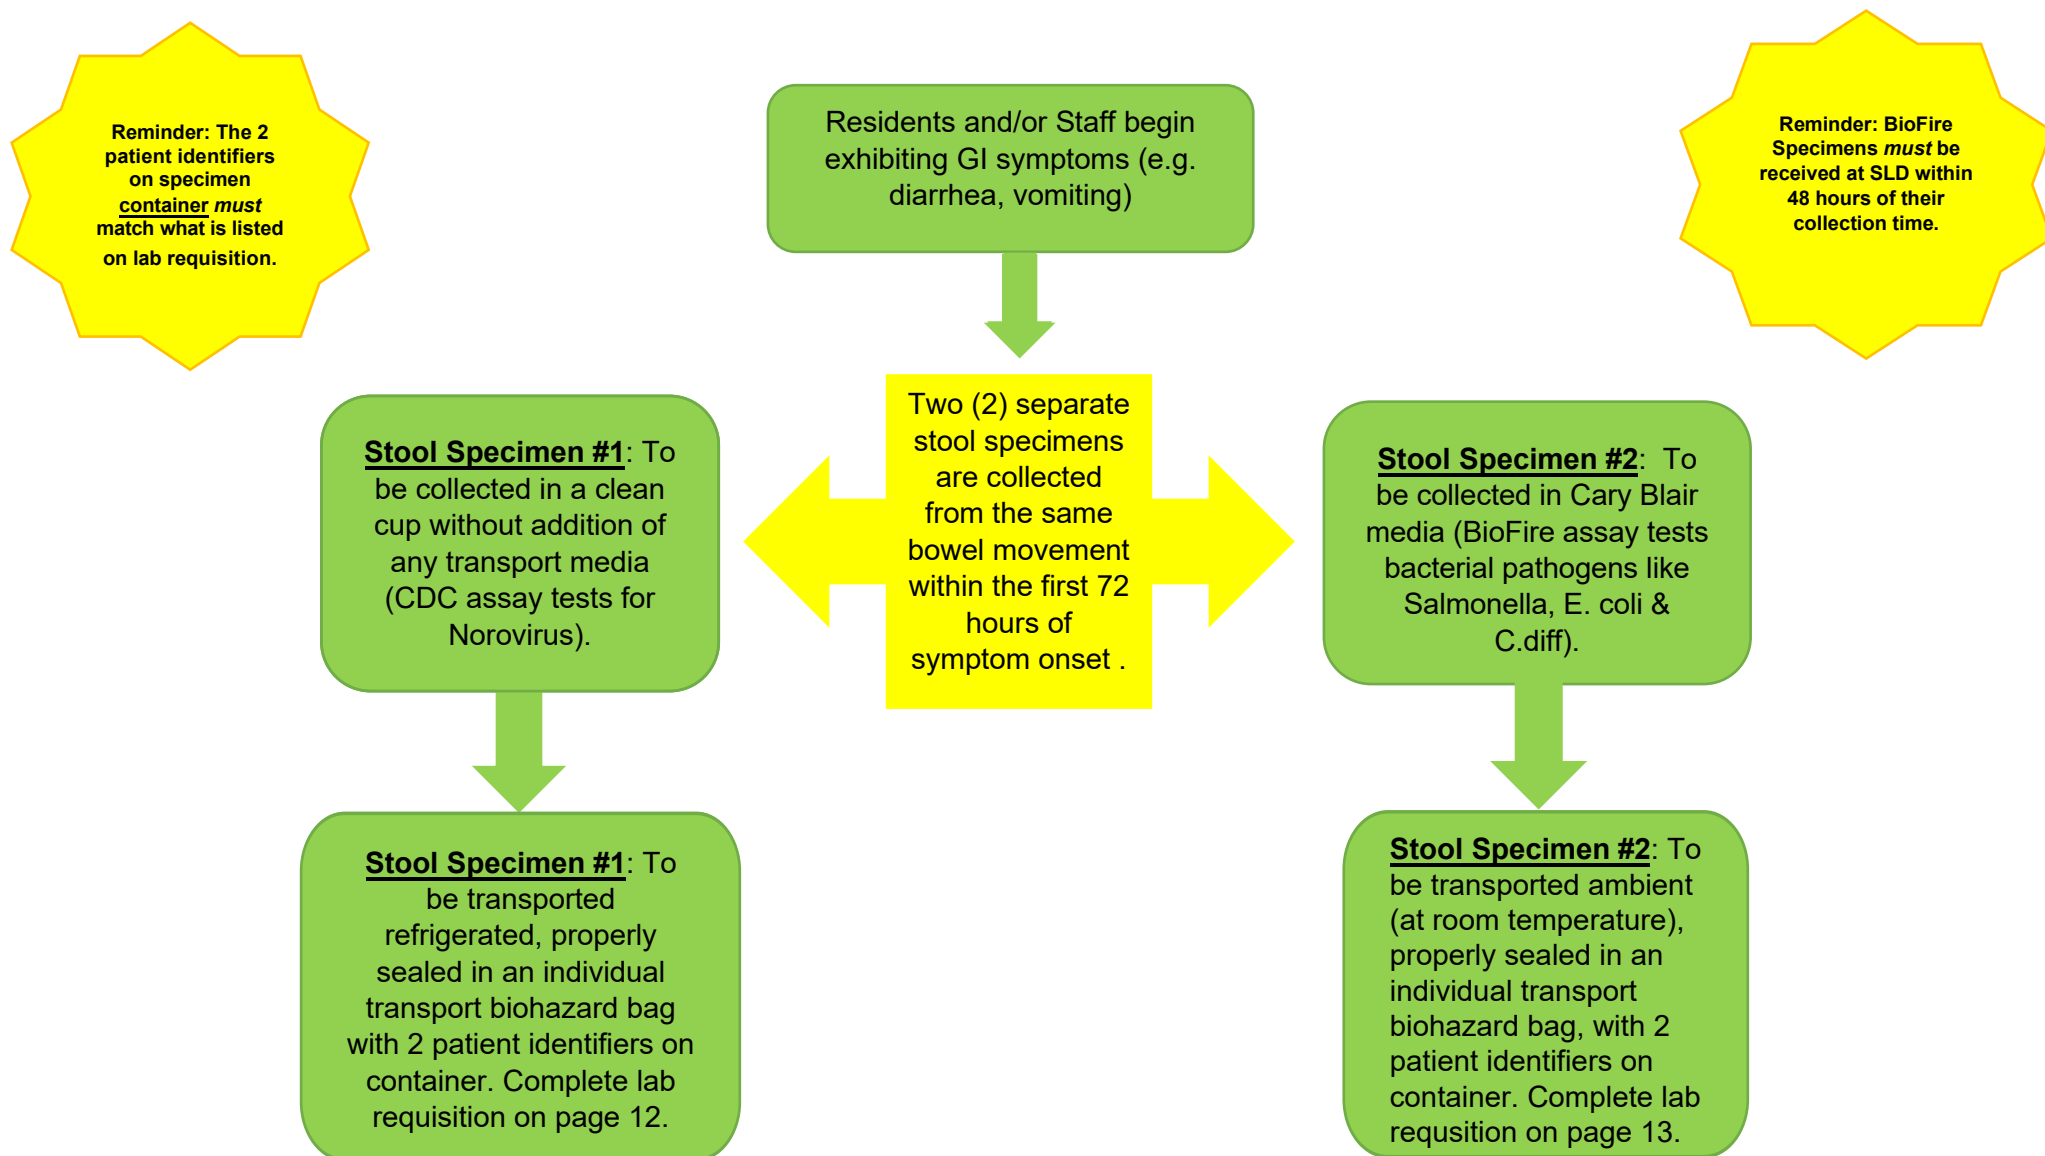 Reminder: The 2
patient identifiers
on specimen
container must
match what is listed
on lab requisition.
Residents and/or Staff begin
exhibiting GI symptoms (e.g.
diarrhea, vomiting)
Reminder: BioFire
Specimens must be
received at SLD within
48 hours of their
collection time.
Stool Specimen #1: To
be collected in a clean
cup without addition of
any transport media
(CDC assay tests for
Norovirus).
Two (2) separate
stool specimens
are collected
from the same
bowel movement
within the first 72
hours of
symptom onset .
Stool Specimen #2:  To
be collected in Cary Blair
media (BioFire assay tests
bacterial pathogens like
Salmonella, E. coli &
C.diff).
Stool Specimen #1: To
be transported
refrigerated, properly
sealed in an individual
transport biohazard bag
with 2 patient identifiers on
container. Complete lab
requisition on page 12.
Stool Specimen #2: To
be transported ambient
(at room temperature),
properly sealed in an
individual transport
biohazard bag, with 2
patient identifiers on
container. Complete lab
requsition on page 13.